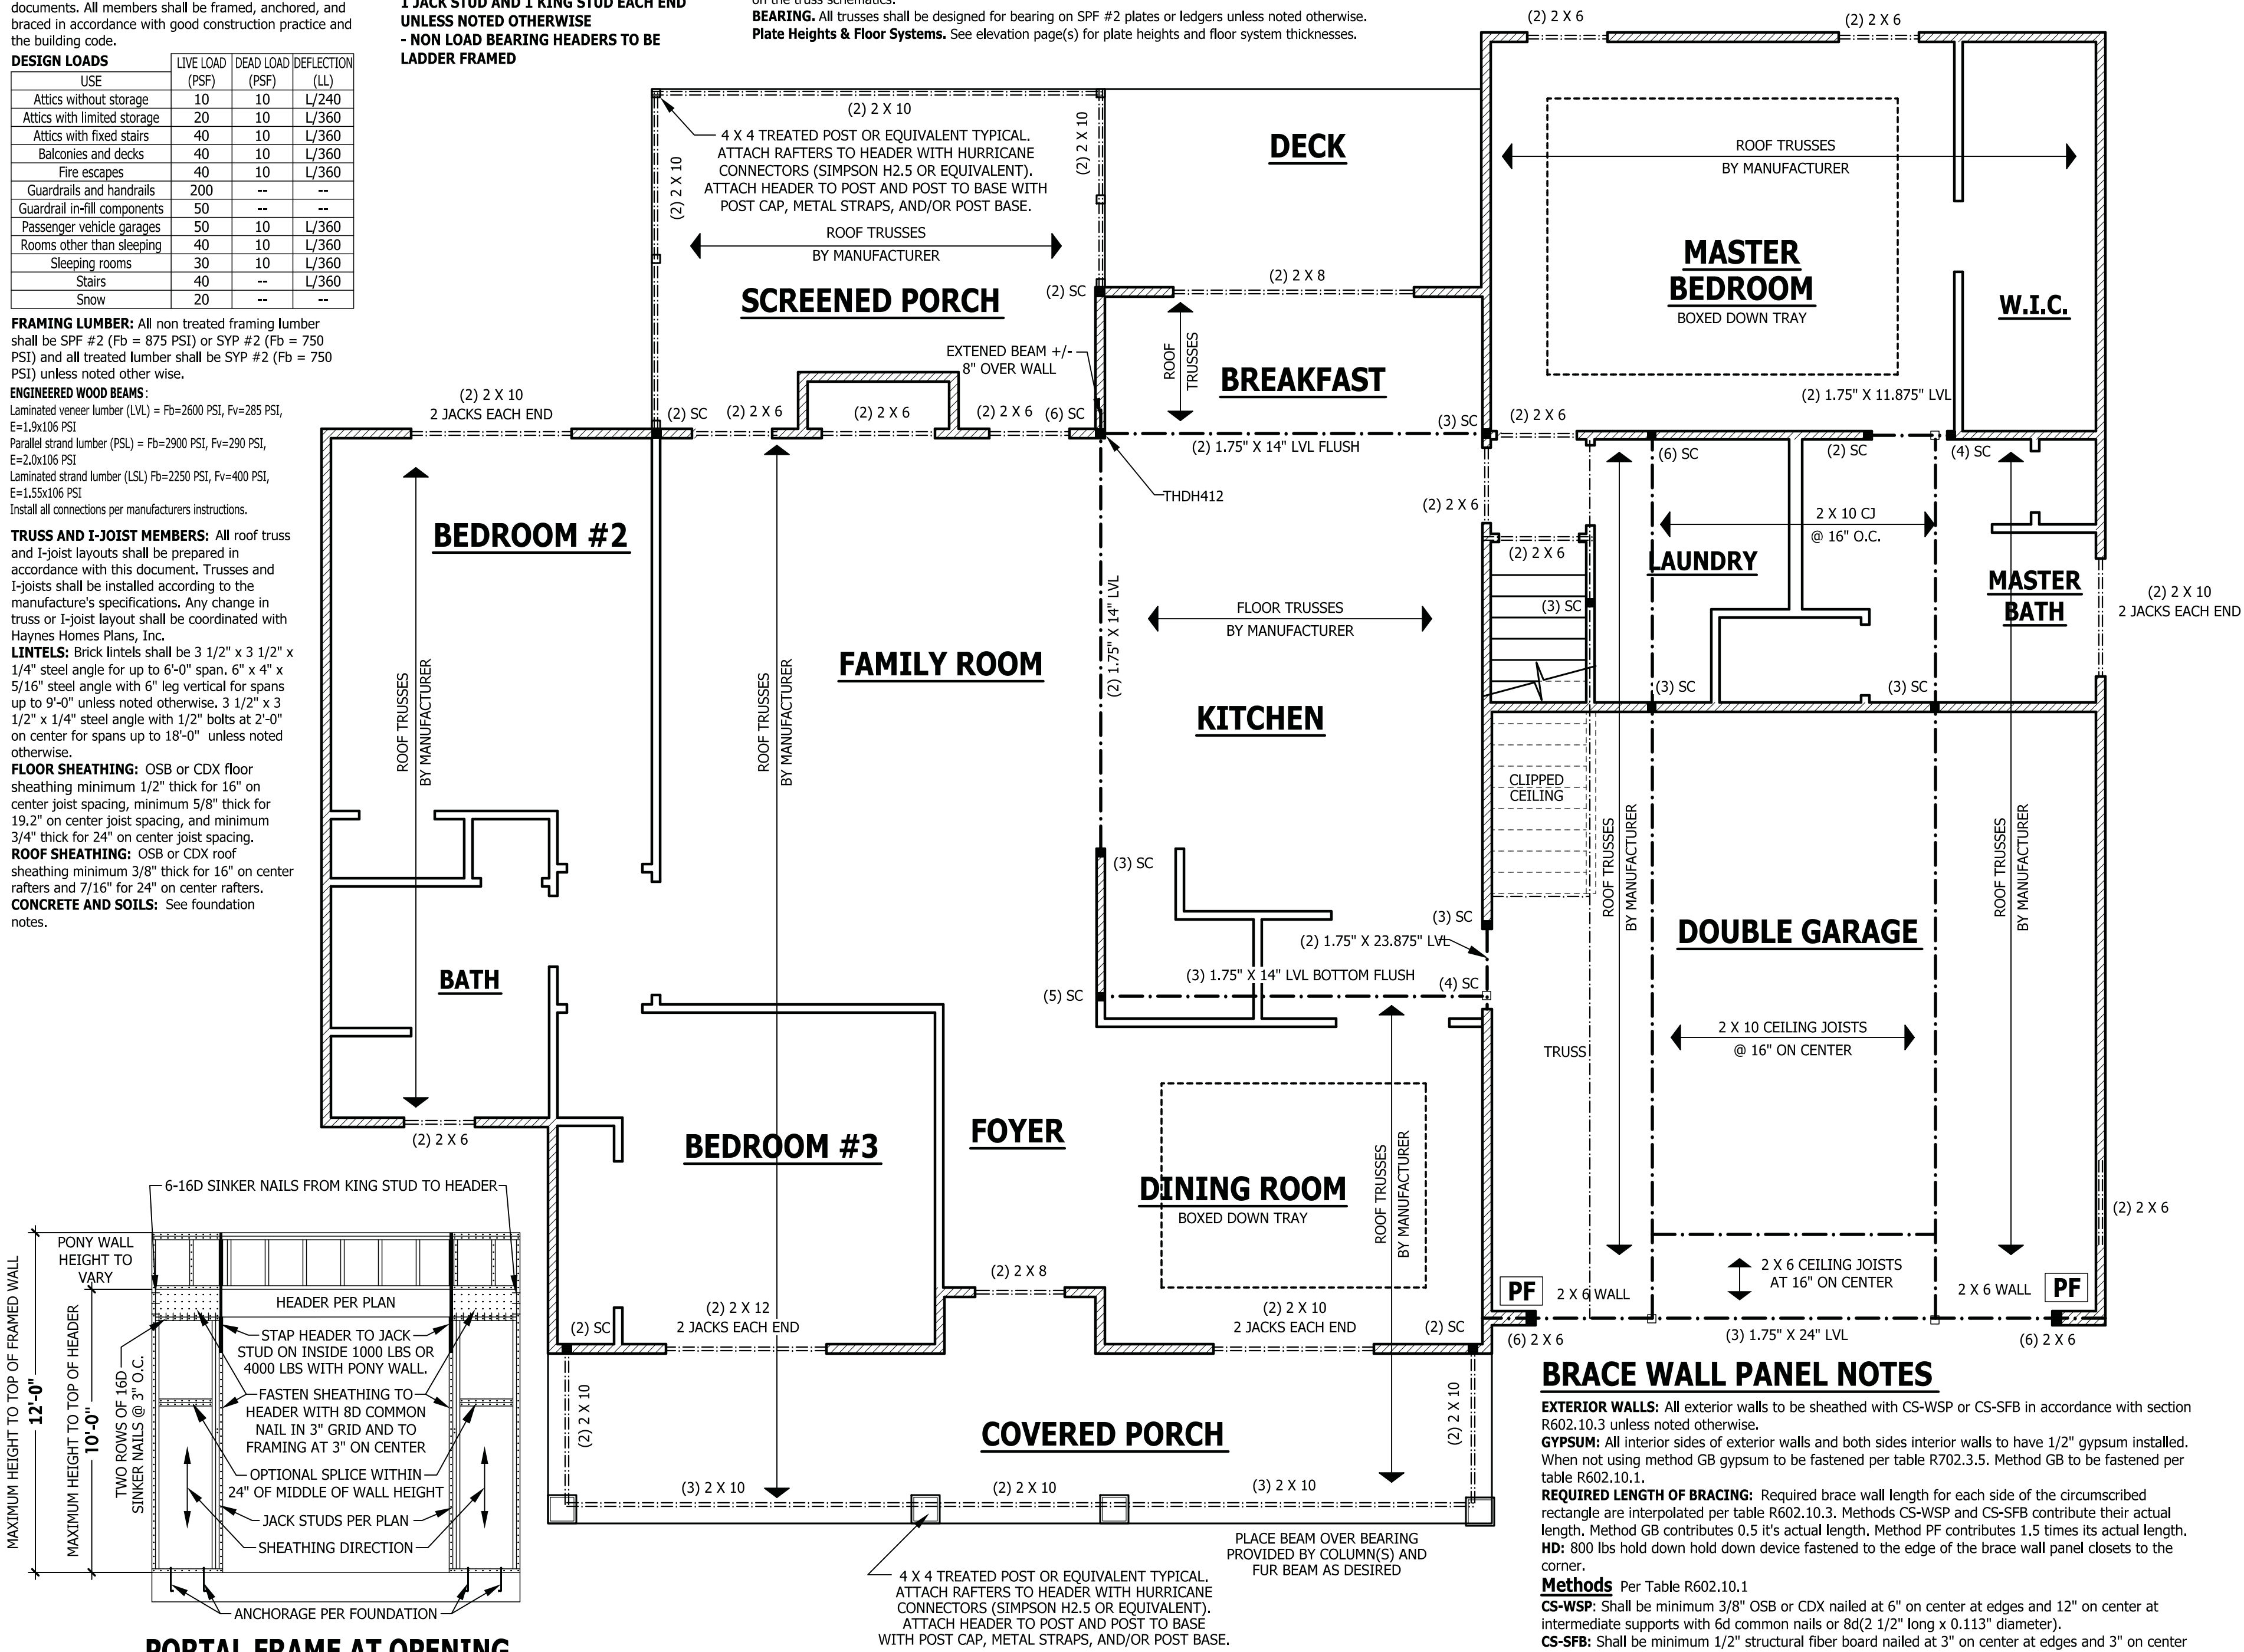 documents. All members shall be framed, anchored, and
braced in accordance with good construction practice and
the building code.
DESIGN LOADS
LIVE LOAD DEAD LOAD DEFLECTION
USE (PSF) (PSF) (LL)
Attics without storage 10 10 L/240
Attics with limited storage 20 10 L/360
Attics with fixed stairs 40 10 L/360
Balconies and decks 40 10 L/360
Fire escapes 40 10 L/360
Guardrails and handrails 200 -- --
Guardrail in-fill components 50 -- --
Passenger vehicle garages 50 10 L/360
Rooms other than sleeping 40 10 L/360
Sleeping rooms 30 10 L/360
Stairs 40 -- L/360
Snow 20 -- --
FRAMING LUMBER: All non treated framing lumber
shall be SPF #2 (Fb = 875 PSI) or SYP #2 (Fb = 750
PSI) and all treated lumber shall be SYP #2 (Fb = 750
PSI) unless noted other wise.
ENGINEERED WOOD BEAMS:
Laminated veneer lumber (LVL) = Fb=2600 PSI, Fv=285 PSI,
E=1.9x106 PSI
Parallel strand lumber (PSL) = Fb=2900 PSI, Fv=290 PSI,
E=2.0x106 PSI
Laminated strand lumber (LSL) Fb=2250 PSI, Fv=400 PSI,
E=1.55x106 PSI
Install all connections per manufacturers instructions.
TRUSS AND I-JOIST MEMBERS: All roof truss
and I-joist layouts shall be prepared in
accordance with this document. Trusses and
I-joists shall be installed according to the
manufacture's specifications. Any change in
truss or I-joist layout shall be coordinated with
Haynes Homes Plans, Inc.
LINTELS: Brick lintels shall be 3 1/2" x 3 1/2" x
1/4" steel angle for up to 6'-0" span. 6" x 4" x
5/16" steel angle with 6" leg vertical for spans
up to 9'-0" unless noted otherwise. 3 1/2" x 3
1/2" x 1/4" steel angle with 1/2" bolts at 2'-0"
on center for spans up to 18'-0" unless noted
otherwise.
FLOOR SHEATHING: OSB or CDX floor
sheathing minimum 1/2" thick for 16" on
center joist spacing, minimum 5/8" thick for
19.2" on center joist spacing, and minimum
3/4" thick for 24" on center joist spacing.
ROOF SHEATHING: OSB or CDX roof
sheathing minimum 3/8" thick for 16" on center
rafters and 7/16" for 24" on center rafters.
CONCRETE AND SOILS: See foundation
notes.
1 JACK STUD AND 1 KING STUD EACH END
UNLESS NOTED OTHERWISE
- NON LOAD BEARING HEADERS TO BE
LADDER FRAMED
on the truss schematics.
BEARING. All trusses shall be designed for bearing on SPF #2 plates or ledgers unless noted otherwise.
Plate Heights & Floor Systems. See elevation page(s) for plate heights and floor system thicknesses.
(2) 2 X 6
(2) 2 X 6
(2) 2 X 10
4 X 4 TREATED POST OR EQUIVALENT TYPICAL.
ATTACH RAFTERS TO HEADER WITH HURRICANE
CONNECTORS (SIMPSON H2.5 OR EQUIVALENT).
ATTACH HEADER TO POST AND POST TO BASE WITH
POST CAP, METAL STRAPS, AND/OR POST BASE.
(2) 2 X 10
(2) 2 X 10
ROOF TRUSSES
BY MANUFACTURER
SCREENED PORCH
DECK
(2) 2 X 8
(2) SC
ROOF TRUSSES
BY MANUFACTURER
MASTER
BEDROOM
BOXED DOWN TRAY
W.I.C.
EXTENED BEAM +/-
8" OVER WALL
ROOF
TRUSSES
BREAKFAST
(2) 1.75" X 11.875" LVL
(2) 2 X 10
2 JACKS EACH END
(2) SC
(2) 2 X 6
(2) 2 X 6
(2) 2 X 6
(6) SC
(3) SC
(2) 2 X 6
(2) 1.75" X 14" LVL FLUSH
(6) SC
(2) SC
(4) SC
THDH412
(2) 2 X 6
(2) 2 X 6
2 X 10 CJ
@ 16" O.C.
BEDROOM #2
LAUNDRY
MASTER
BATH
(2) 2 X 10
2 JACKS EACH END
(2) 1.75" X 14" LVL
FLOOR TRUSSES
BY MANUFACTURER
(3) SC
FAMILY ROOM
KITCHEN
ROOF TRUSSES
BY MANUFACTURER
ROOF TRUSSES
BY MANUFACTURER
(3) SC
(3) SC
CLIPPED
CEILING
ROOF TRUSSES
BY MANUFACTURER
ROOF TRUSSES
BY MANUFACTURER
(3) SC
(3) SC
(2) 1.75" X 23.875" LVL
(3) 1.75" X 14" LVL BOTTOM FLUSH
(4) SC
(5) SC
DOUBLE GARAGE
BATH
2 X 10 CEILING JOISTS
@ 16" ON CENTER
TRUSS
(2) 2 X 6
BEDROOM #3
FOYER
DINING ROOM
BOXED DOWN TRAY
ROOF TRUSSES
BY MANUFACTURER
(2) 2 X 6
2 X 6 CEILING JOISTS
AT 16" ON CENTER
PF
2 X 6 WALL
2 X 6 WALL
PF
(2) 2 X 8
(2) SC
(2) 2 X 12
2 JACKS EACH END
(2) 2 X 10
2 JACKS EACH END
(2) SC
(6) 2 X 6
(3) 1.75" X 24" LVL
(6) 2 X 6
(2) 2 X 10
COVERED PORCH
(2) 2 X 10
(3) 2 X 10
(2) 2 X 10
(3) 2 X 10
PLACE BEAM OVER BEARING
PROVIDED BY COLUMN(S) AND
FUR BEAM AS DESIRED
4 X 4 TREATED POST OR EQUIVALENT TYPICAL.
ATTACH RAFTERS TO HEADER WITH HURRICANE
CONNECTORS (SIMPSON H2.5 OR EQUIVALENT).
ATTACH HEADER TO POST AND POST TO BASE
WITH POST CAP, METAL STRAPS, AND/OR POST BASE.
6-16D SINKER NAILS FROM KING STUD TO HEADER
PONY WALL
HEIGHT TO
VARY
HEADER PER PLAN
STAP HEADER TO JACK
STUD ON INSIDE 1000 LBS OR
4000 LBS WITH PONY WALL.
FASTEN SHEATHING TO
HEADER WITH 8D COMMON
NAIL IN 3" GRID AND TO
FRAMING AT 3" ON CENTER
OPTIONAL SPLICE WITHIN
24" OF MIDDLE OF WALL HEIGHT
JACK STUDS PER PLAN
SHEATHING DIRECTION
ANCHORAGE PER FOUNDATION
MAXIMUM HEIGHT TO TOP OF FRAMED WALL
12'-0"
MAXIMUM HEIGHT TO TOP OF HEADER
10'-0"
TWO ROWS OF 16D
SINKER NAILS @ 3" O.C.
PORTAL FRAME AT OPENING
BRACE WALL PANEL NOTES
EXTERIOR WALLS: All exterior walls to be sheathed with CS-WSP or CS-SFB in accordance with section
R602.10.3 unless noted otherwise.
GYPSUM: All interior sides of exterior walls and both sides interior walls to have 1/2" gypsum installed.
When not using method GB gypsum to be fastened per table R702.3.5. Method GB to be fastened per
table R602.10.1.
REQUIRED LENGTH OF BRACING: Required brace wall length for each side of the circumscribed
rectangle are interpolated per table R602.10.3. Methods CS-WSP and CS-SFB contribute their actual
length. Method GB contributes 0.5 it's actual length. Method PF contributes 1.5 times its actual length.
HD: 800 lbs hold down hold down device fastened to the edge of the brace wall panel closets to the
corner.
Methods Per Table R602.10.1
CS-WSP: Shall be minimum 3/8" OSB or CDX nailed at 6" on center at edges and 12" on center at
intermediate supports with 6d common nails or 8d(2 1/2" long x 0.113" diameter).
CS-SFB: Shall be minimum 1/2" structural fiber board nailed at 3" on center at edges and 3" on center